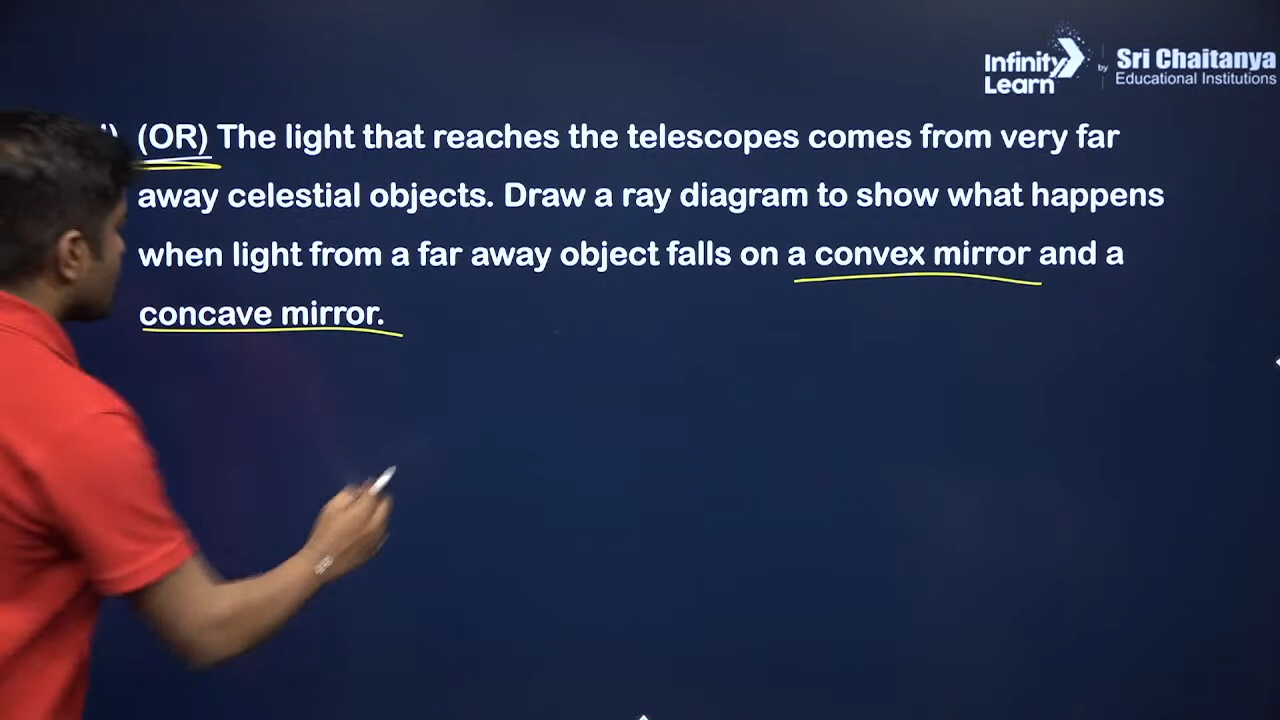 Infinity
Learn
by
Sri Chaitanya
Educational Institutions
(OR) The light that reaches the telescopes comes from very far
away celestial objects. Draw a ray diagram to show what happens
when light from a far away object falls on a convex mirror and a
concave mirror.